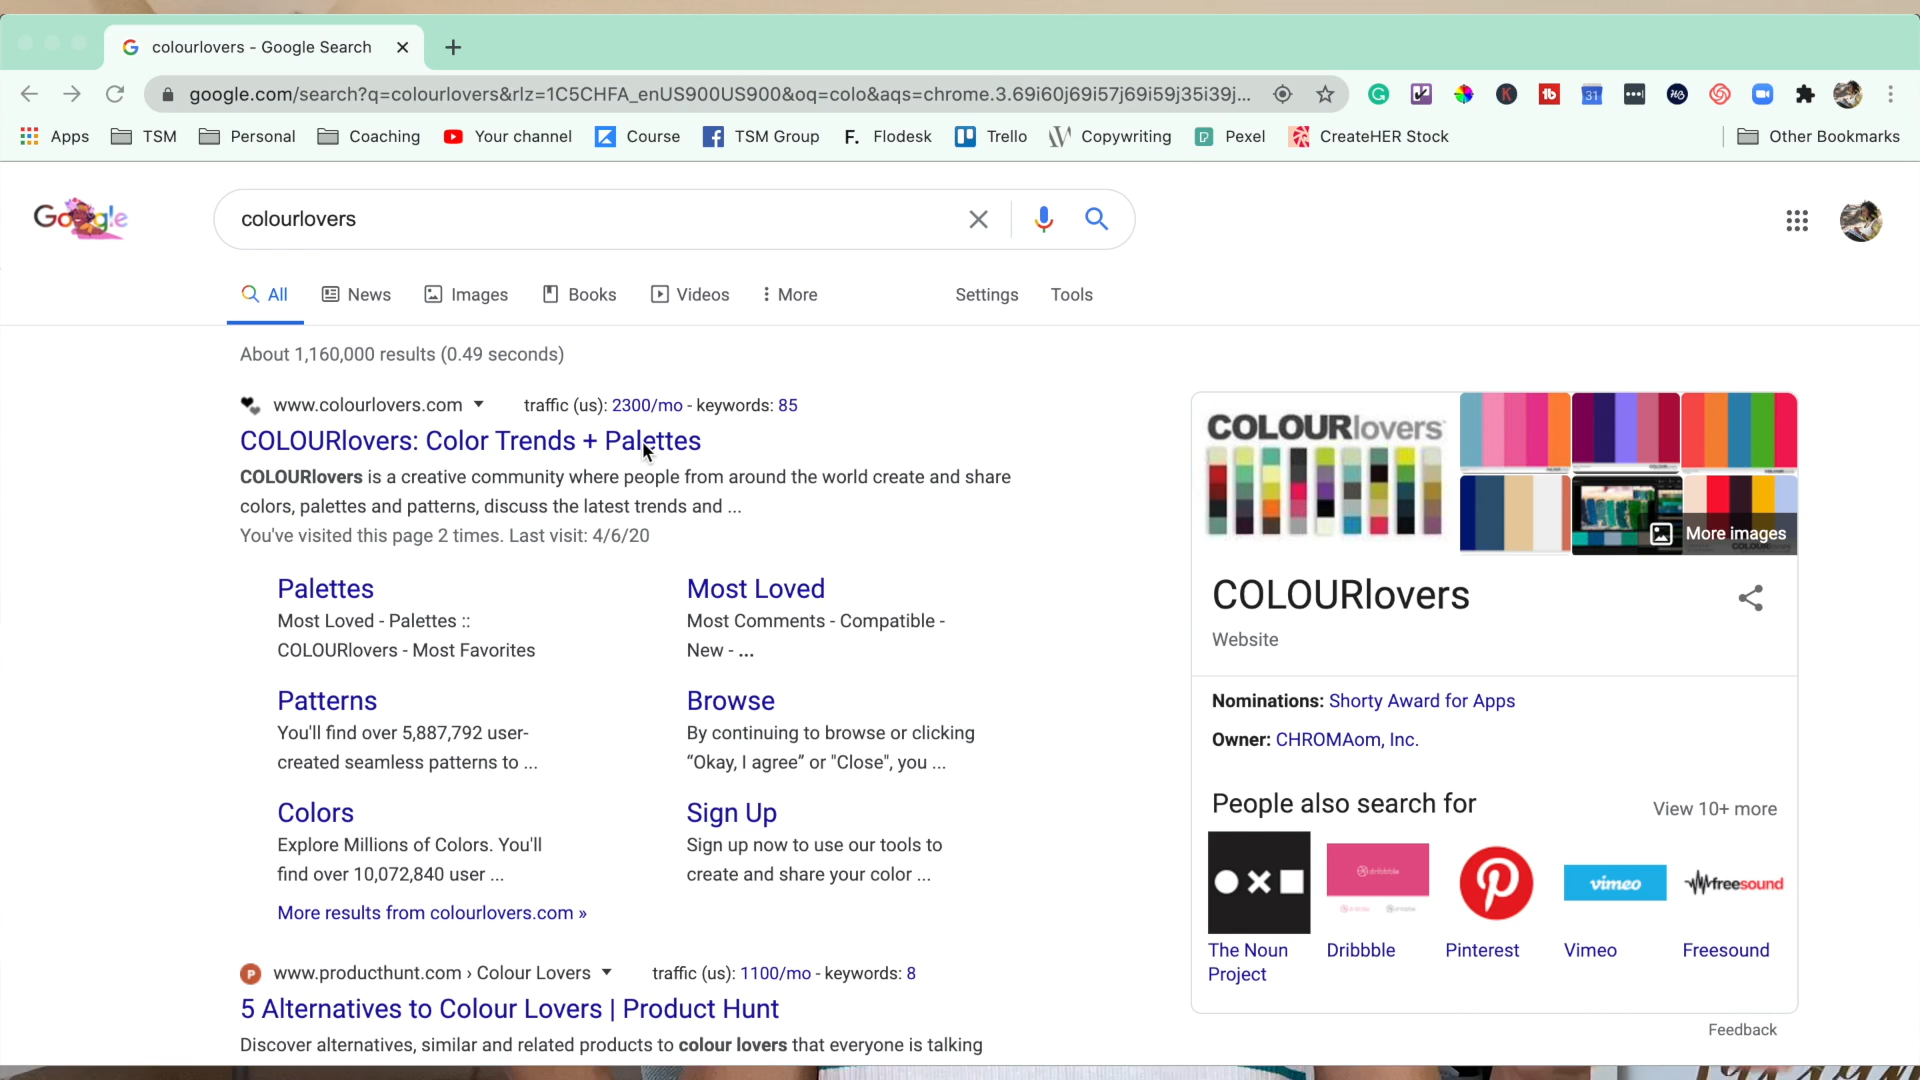 colourlovers - Google Search
google.com/search?q=colourlovers&rlz=1C5CHFA_enUS900US900&oq=colo&aqs=chrome.3.69i60j69i57j69i59j35i39j...
Apps TSM Personal Coaching Your channel Course TSM Group F. Flodesk Trello Copywriting Pexel CreateHER Stock Other Bookmarks
Google
colourlovers
All News Images Books Videos More Settings Tools
About 1,160,000 results (0.49 seconds)
www.colourlovers.com traffic (us): 2300/mo - keywords: 85
COLOURlovers: Color Trends + Palettes
COLOURlovers is a creative community where people from around the world create and share
colors, palettes and patterns, discuss the latest trends and ...
You've visited this page 2 times. Last visit: 4/6/20
Palettes
Most Loved - Palettes ::
COLOURlovers - Most Favorites
Most Loved
Most Comments - Compatible -
New - ...
Patterns
You'll find over 5,887,792 user-
created seamless patterns to ...
Browse
By continuing to browse or clicking
“Okay, I agree” or "Close", you ...
Colors
Explore Millions of Colors. You'll
find over 10,072,840 user ...
Sign Up
Sign up now to use our tools to
create and share your color ...
More results from colourlovers.com »
www.producthunt.com › Colour Lovers traffic (us): 1100/mo - keywords: 8
5 Alternatives to Colour Lovers | Product Hunt
Discover alternatives, similar and related products to colour lovers that everyone is talking
COLOURlovers
More images
COLOURlovers
Website
Nominations: Shorty Award for Apps
Owner: CHROMAom, Inc.
People also search for
View 10+ more
dribbble
vimeo
freesound
The Noun
Project
Dribbble
Pinterest
Vimeo
Freesound
Feedback